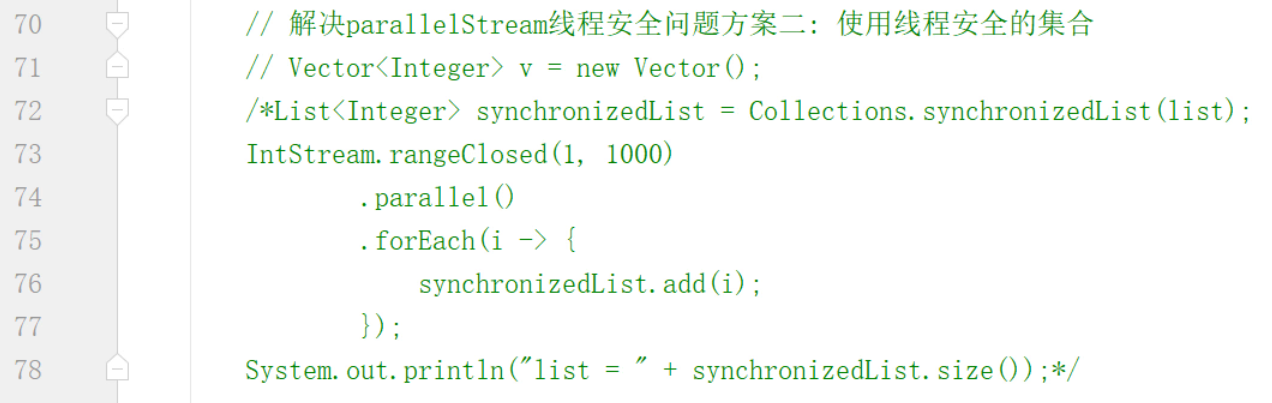 70 // 解决parallelStream线程安全问题方案二: 使用线程安全的集合
71 // Vector<Integer> v = new Vector();
72 /*List<Integer> synchronizedList = Collections.synchronizedList(list);
73 IntStream.rangeClosed(1, 1000)
74 .parallel()
75 .forEach(i -> {
76 synchronizedList.add(i);
77 });
78 System.out.println("list = " + synchronizedList.size());*/